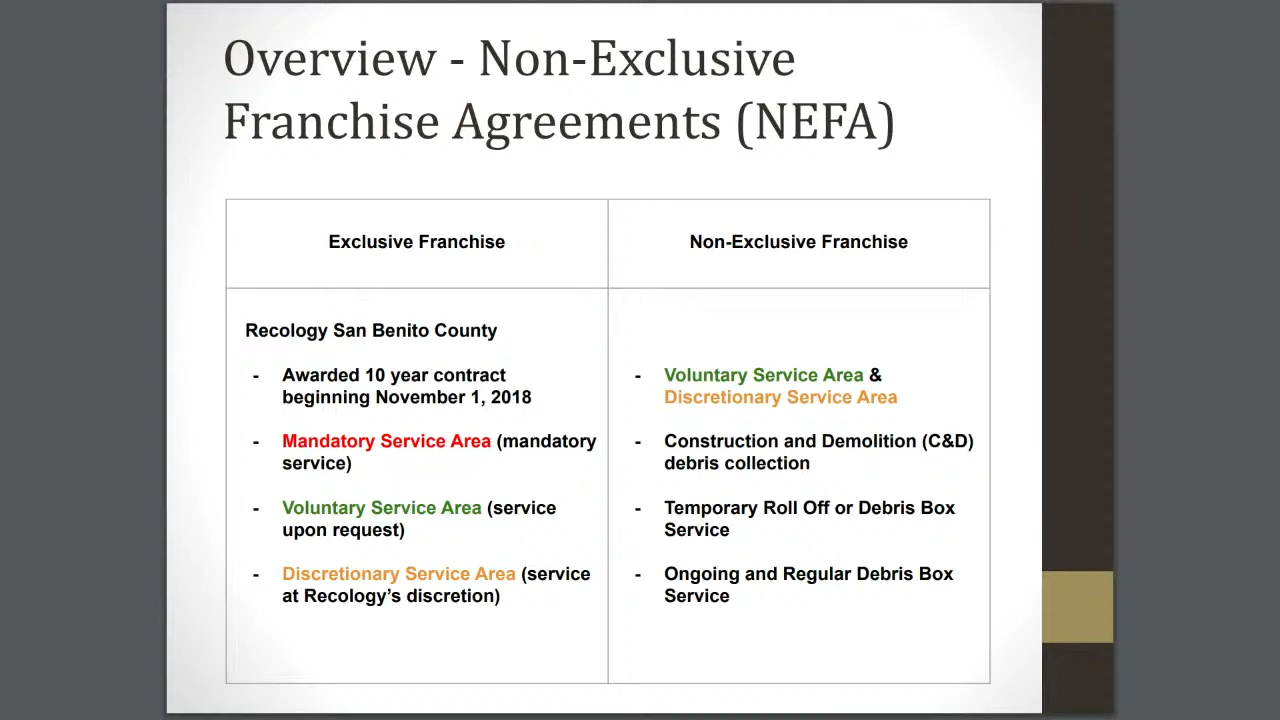 Overview - Non-Exclusive
Franchise Agreements (NEFA)
Exclusive Franchise
Non-Exclusive Franchise
Recology San Benito County
- Awarded 10 year contract
beginning November 1, 2018
- Mandatory Service Area (mandatory
service)
- Voluntary Service Area (service
upon request)
- Discretionary Service Area (service
at Recology's discretion)
- Voluntary Service Area &
Discretionary Service Area
- Construction and Demolition (C&D)
debris collection
- Temporary Roll Off or Debris Box
Service
- Ongoing and Regular Debris Box
Service